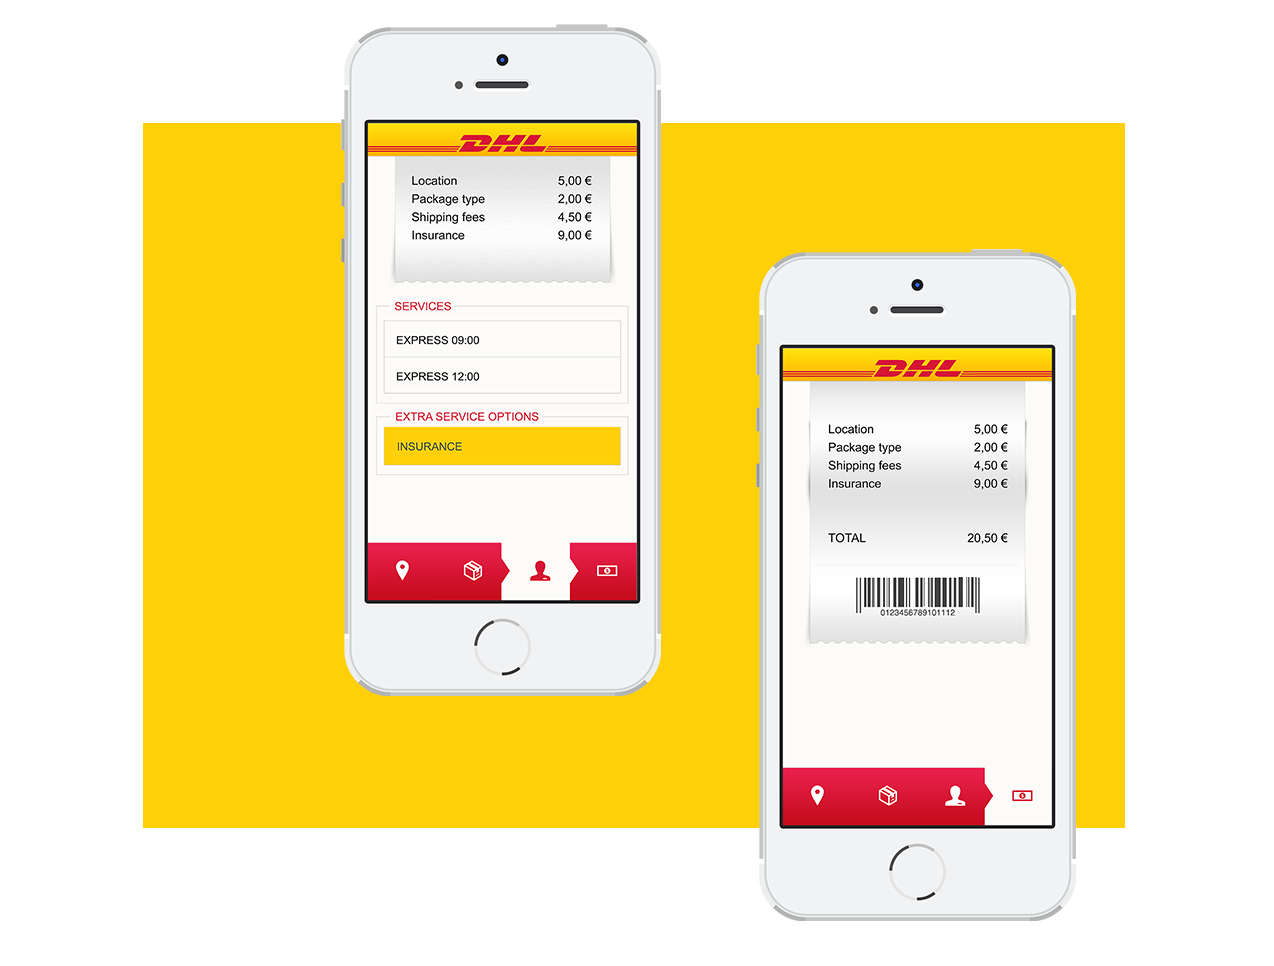 DHL
Location 5,00 €
Package type 2,00 €
Shipping fees 4,50 €
Insurance 9,00 €
SERVICES
EXPRESS 09:00
EXPRESS 12:00
EXTRA SERVICE OPTIONS
INSURANCE
DHL
Location 5,00 €
Package type 2,00 €
Shipping fees 4,50 €
Insurance 9,00 €
TOTAL 20,50 €
0123456789101112